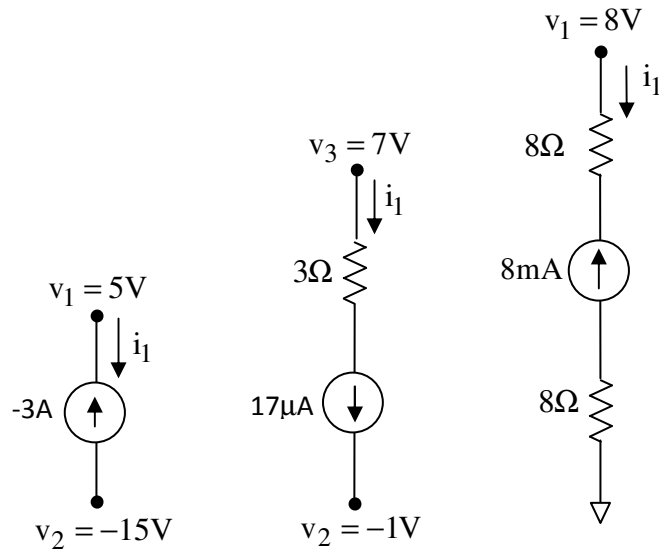 v₁ = 5V
i₁
-3A
v₂ = −15V
v₃ = 7V
i₁
3Ω
17µA
v₂ = −1V
v₁ = 8V
i₁
8Ω
8mA
8Ω